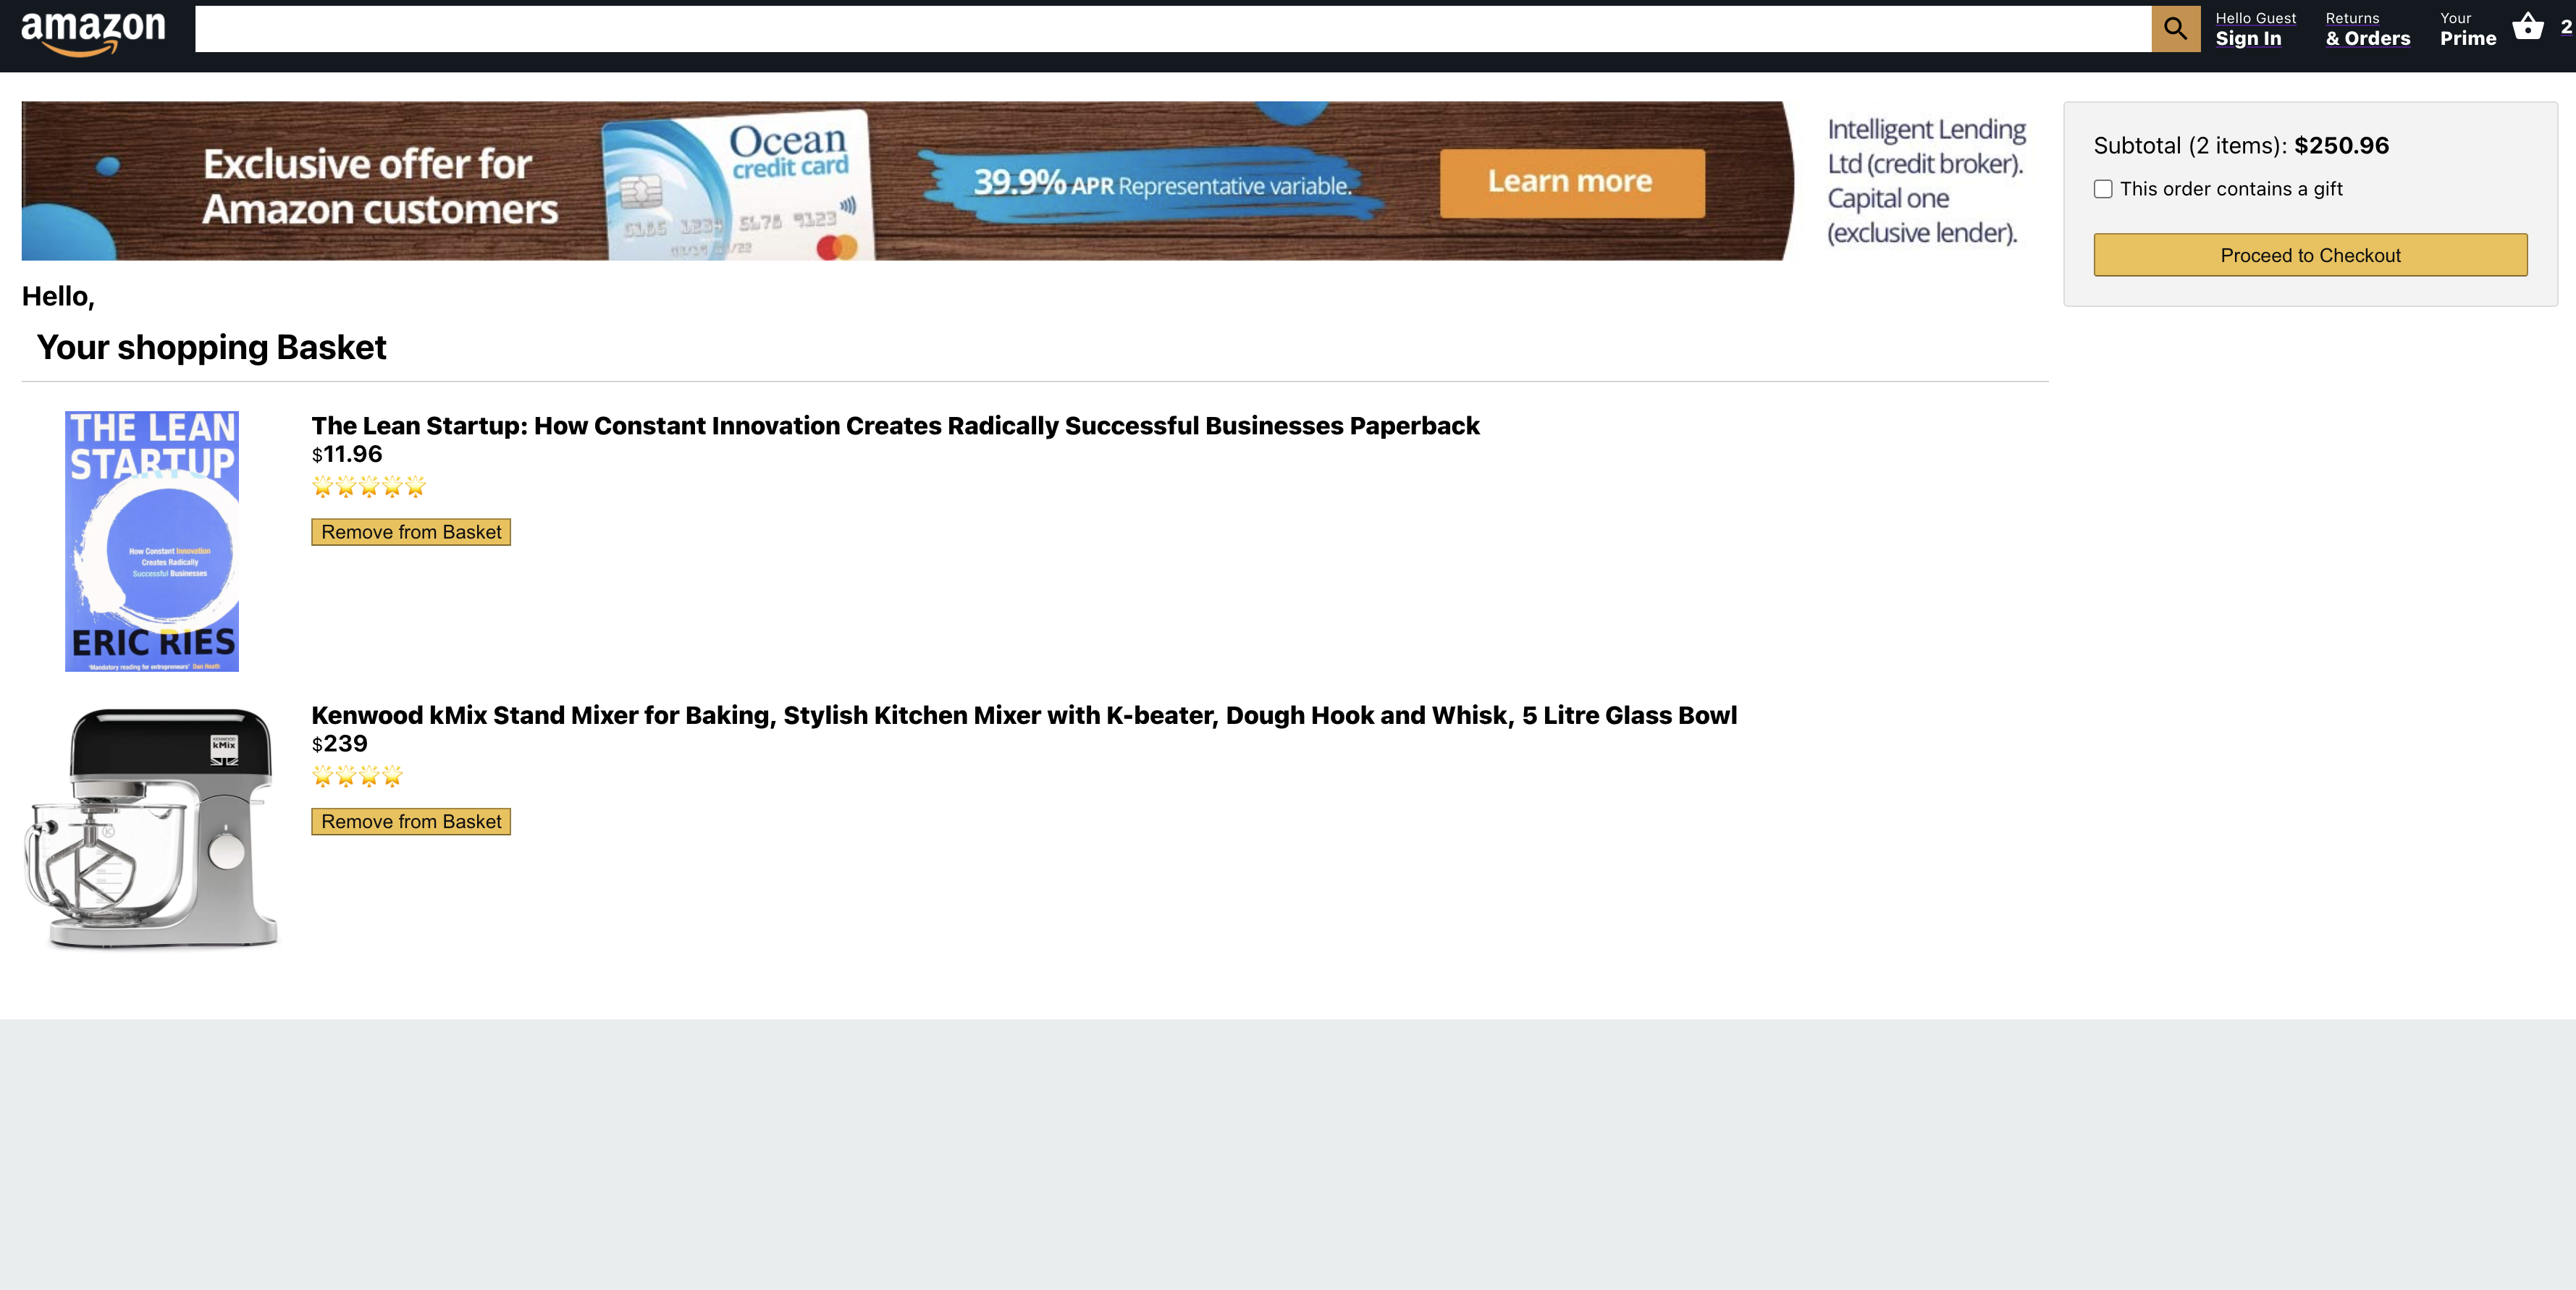 amazon
Hello Guest
Sign In
Returns
& Orders
Your
Prime
2
Exclusive offer for
Amazon customers
Ocean
credit card
39.9% APR Representative variable.
Learn more
Intelligent Lending
Ltd (credit broker).
Capital one
(exclusive lender).
Subtotal (2 items): $250.96
This order contains a gift
Proceed to Checkout
Hello,
Your shopping Basket
THE LEAN
STARTUP
How Constant Innovation
Creates Radically
Successful Businesses
ERIC RIES
'Mandatory reading for entrepreneurs' Dan Heath
The Lean Startup: How Constant Innovation Creates Radically Successful Businesses Paperback
$11.96
Remove from Basket
KENWOOD
kMix
K
Kenwood kMix Stand Mixer for Baking, Stylish Kitchen Mixer with K-beater, Dough Hook and Whisk, 5 Litre Glass Bowl
$239
Remove from Basket